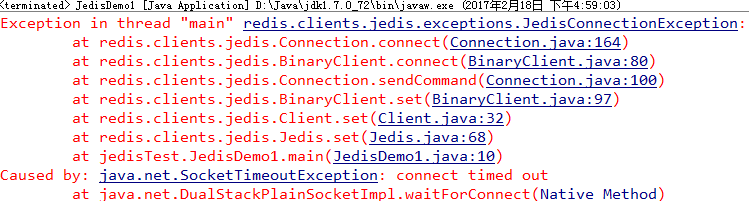 <terminated> JedisDemo1 [Java Application] D:\Java\jdk1.7.0_72\bin\javaw.exe (2017年2月18日 下午4:59:03)
Exception in thread "main" redis.clients.jedis.exceptions.JedisConnectionException:
at redis.clients.jedis.Connection.connect(Connection.java:164)
at redis.clients.jedis.BinaryClient.connect(BinaryClient.java:80)
at redis.clients.jedis.Connection.sendCommand(Connection.java:100)
at redis.clients.jedis.BinaryClient.set(BinaryClient.java:97)
at redis.clients.jedis.Client.set(Client.java:32)
at redis.clients.jedis.Jedis.set(Jedis.java:68)
at jedisTest.JedisDemo1.main(JedisDemo1.java:10)
Caused by: java.net.SocketTimeoutException: connect timed out
at java.net.DualStackPlainSocketImpl.waitForConnect(Native Method)